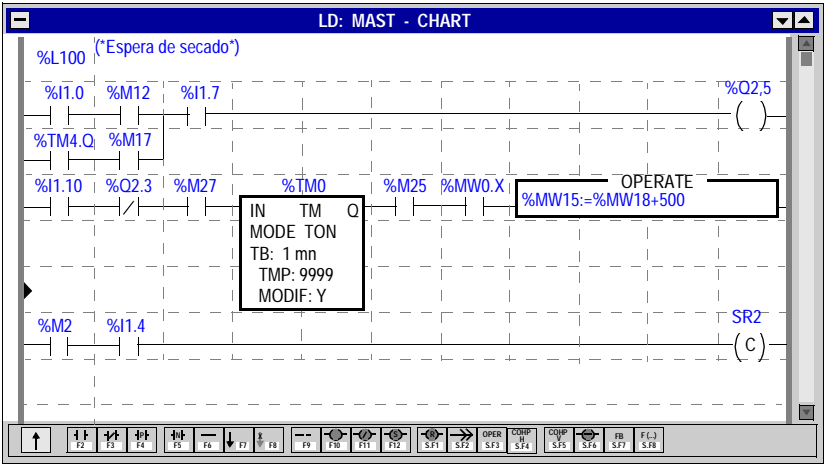 LD: MAST - CHART
%L100 (*Espera de secado*)
%I1.0 %M12 %I1.7 %Q2,5
%TM4.Q %M17
%I1.10 %Q2.3 %M27 %TM0 %M25 %MW0.X OPERATE
IN TM Q %MW15:=%MW18+500
MODE TON
TB: 1 mn
TMP: 9999
MODIF: Y
%M2 %I1.4 SR2
C
P N S R OPER COHP H COHP V FB F (...)
F2 F3 F4 F5 F6 F7 F8 F9 F10 F11 F12 S.F1 S.F2 S.F3 S.F4 S.F5 S.F6 S.F7 S.F8